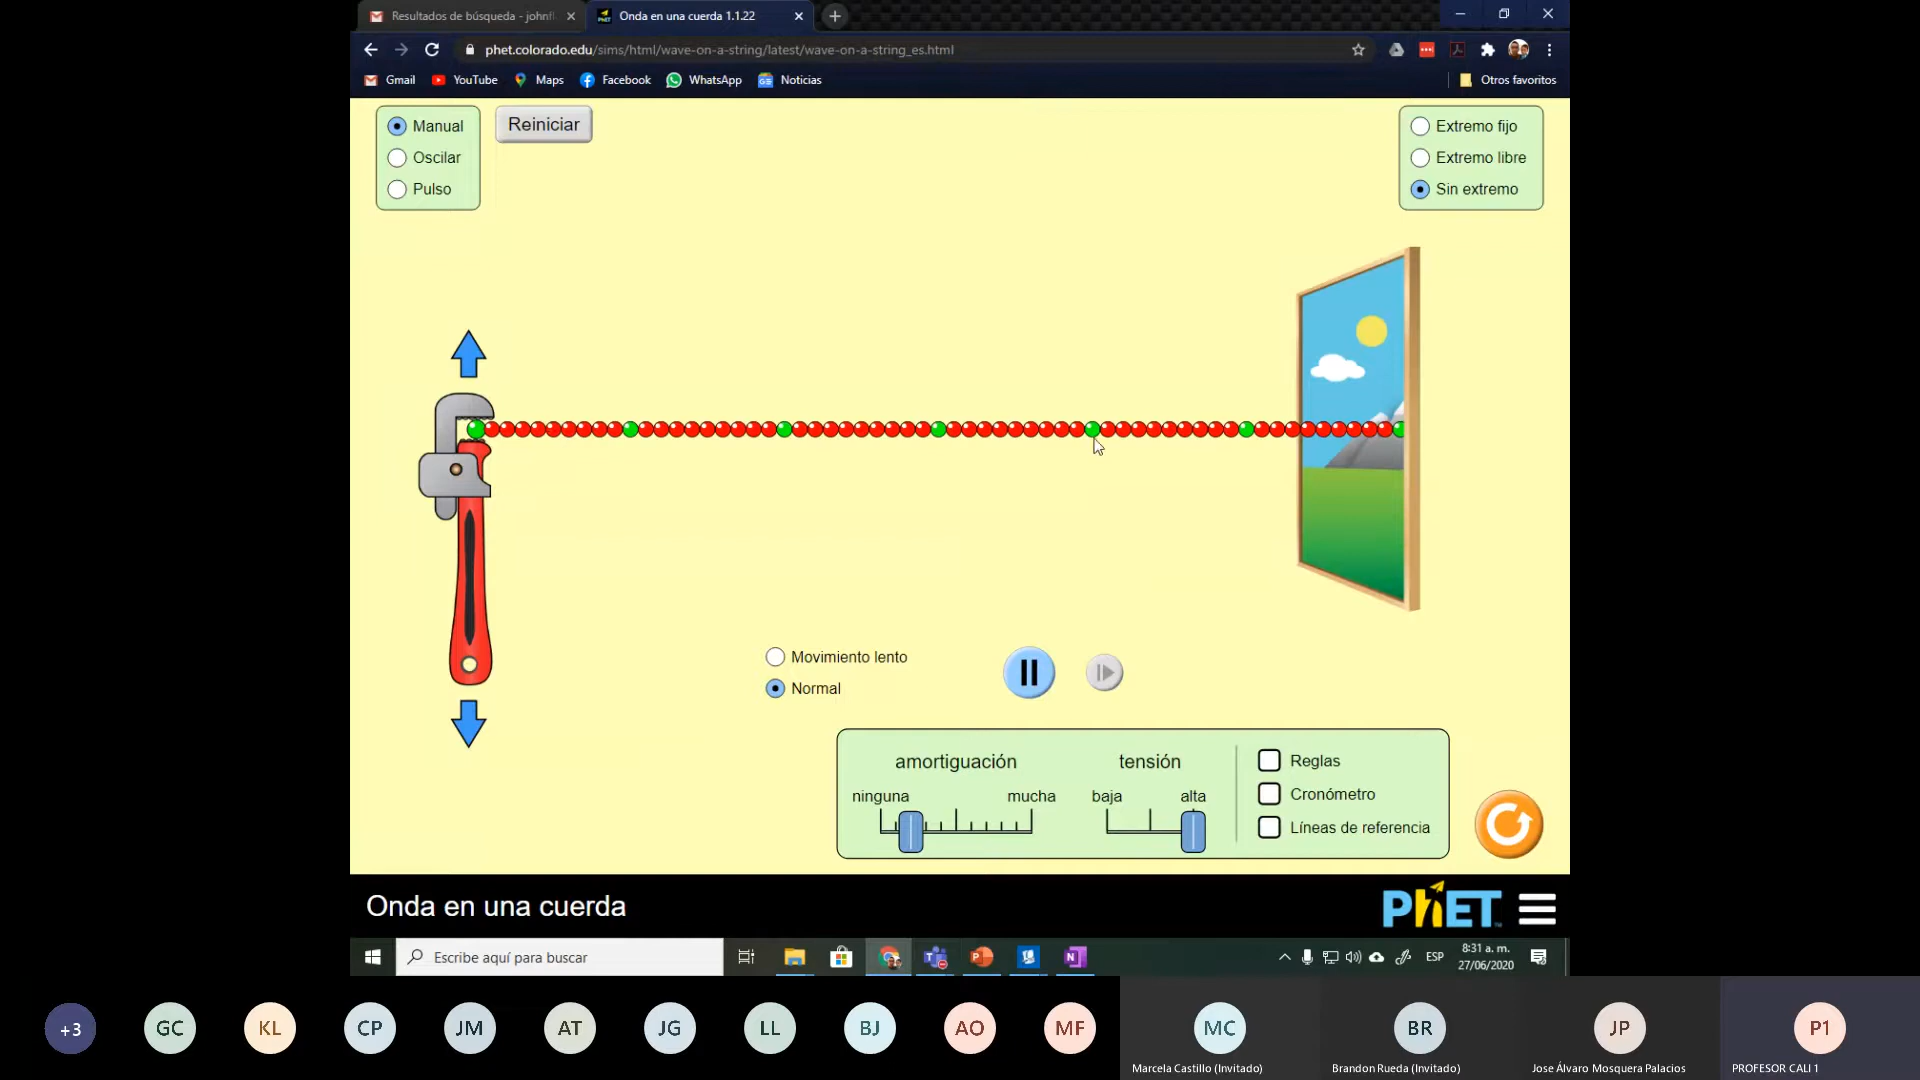 Resultados de búsqueda - johnfl
Onda en una cuerda 1.1.22
phet.colorado.edu/sims/html/wave-on-a-string/latest/wave-on-a-string_es.html
Gmail
YouTube
Maps
Facebook
WhatsApp
Noticias
Otros favoritos
Manual
Oscilar
Pulso
Reiniciar
Extremo fijo
Extremo libre
Sin extremo
Movimiento lento
Normal
amortiguación
ninguna
mucha
tensión
baja
alta
Reglas
Cronómetro
Líneas de referencia
Onda en una cuerda
PhET
Escribe aquí para buscar
ESP
8:31 a. m.
27/06/2020
+3
GC
KL
CP
JM
AT
JG
LL
BJ
AO
MF
MC
Marcela Castillo (Invitado)
BR
Brandon Rueda (Invitado)
JP
Jose Álvaro Mosquera Palacios
P1
PROFESOR CALI 1